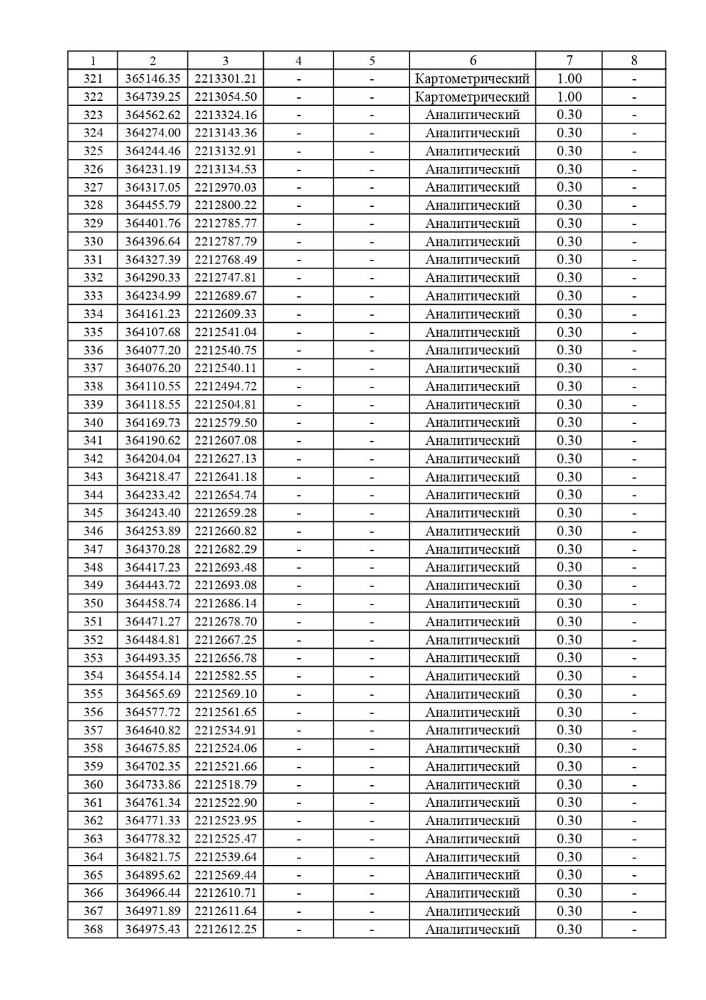 1 2 3 4 5 6 7 8
321 365146.35 2213301.21 - - Картометрический 1.00 -
322 364739.25 2213054.50 - - Картометрический 1.00 -
323 364562.62 2213324.16 - - Аналитический 0.30 -
324 364274.00 2213143.36 - - Аналитический 0.30 -
325 364244.46 2213132.91 - - Аналитический 0.30 -
326 364231.19 2213134.53 - - Аналитический 0.30 -
327 364317.05 2212970.03 - - Аналитический 0.30 -
328 364455.79 2212800.22 - - Аналитический 0.30 -
329 364401.76 2212785.77 - - Аналитический 0.30 -
330 364396.64 2212787.79 - - Аналитический 0.30 -
331 364327.39 2212768.49 - - Аналитический 0.30 -
332 364290.33 2212747.81 - - Аналитический 0.30 -
333 364234.99 2212689.67 - - Аналитический 0.30 -
334 364161.23 2212609.33 - - Аналитический 0.30 -
335 364107.68 2212541.04 - - Аналитический 0.30 -
336 364077.20 2212540.75 - - Аналитический 0.30 -
337 364076.20 2212540.11 - - Аналитический 0.30 -
338 364110.55 2212494.72 - - Аналитический 0.30 -
339 364118.55 2212504.81 - - Аналитический 0.30 -
340 364169.73 2212579.50 - - Аналитический 0.30 -
341 364190.62 2212607.08 - - Аналитический 0.30 -
342 364204.04 2212627.13 - - Аналитический 0.30 -
343 364218.47 2212641.18 - - Аналитический 0.30 -
344 364233.42 2212654.74 - - Аналитический 0.30 -
345 364243.40 2212659.28 - - Аналитический 0.30 -
346 364253.89 2212660.82 - - Аналитический 0.30 -
347 364370.28 2212682.29 - - Аналитический 0.30 -
348 364417.23 2212693.48 - - Аналитический 0.30 -
349 364443.72 2212693.08 - - Аналитический 0.30 -
350 364458.74 2212686.14 - - Аналитический 0.30 -
351 364471.27 2212678.70 - - Аналитический 0.30 -
352 364484.81 2212667.25 - - Аналитический 0.30 -
353 364493.35 2212656.78 - - Аналитический 0.30 -
354 364554.14 2212582.55 - - Аналитический 0.30 -
355 364565.69 2212569.10 - - Аналитический 0.30 -
356 364577.72 2212561.65 - - Аналитический 0.30 -
357 364640.82 2212534.91 - - Аналитический 0.30 -
358 364675.85 2212524.06 - - Аналитический 0.30 -
359 364702.35 2212521.66 - - Аналитический 0.30 -
360 364733.86 2212518.79 - - Аналитический 0.30 -
361 364761.34 2212522.90 - - Аналитический 0.30 -
362 364771.33 2212523.95 - - Аналитический 0.30 -
363 364778.32 2212525.47 - - Аналитический 0.30 -
364 364821.75 2212539.64 - - Аналитический 0.30 -
365 364895.62 2212569.44 - - Аналитический 0.30 -
366 364966.44 2212610.71 - - Аналитический 0.30 -
367 364971.89 2212611.64 - - Аналитический 0.30 -
368 364975.43 2212612.25 - - Аналитический 0.30 -